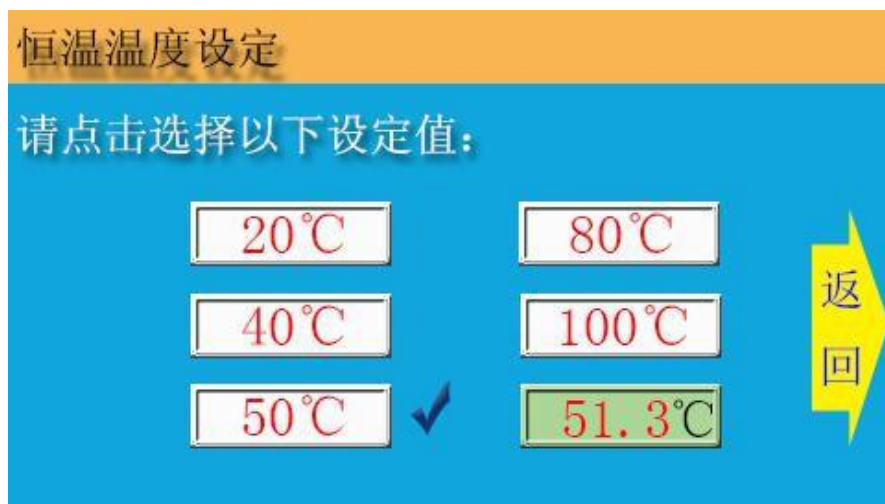 恒温温度设定
请点击选择以下设定值：
20℃ 80℃
40℃ 100℃
50℃ 51.3℃
返
回